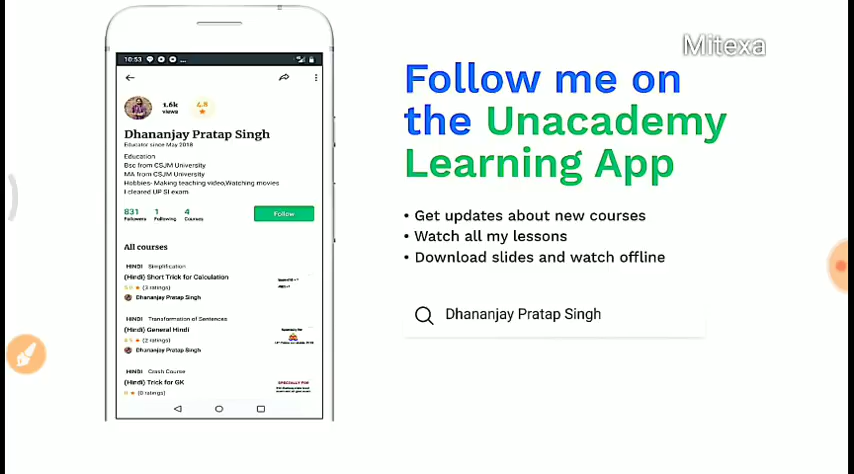 Mitexa
10:53
1.6k
views
4.8
Dhananjay Pratap Singh
Educator since May 2018
Education
Bsc from CSJM University
MA from CSJM University
Hobbies- Making teaching video,Watching movies
I cleared UP SI exam
831
Followers
1
Following
4
Courses
Follow
All courses
HINDI Simplification
(Hindi) Short Trick for Calculation
(3 ratings)
Dhananjay Pratap Singh
HINDI Transformation of Sentences
(Hindi) General Hindi
(2 ratings)
Dhananjay Pratap Singh
HINDI Crash Course
(Hindi) Trick for GK
(0 ratings)
Follow me on
the Unacademy
Learning App
• Get updates about new courses
• Watch all my lessons
• Download slides and watch offline
Dhananjay Pratap Singh